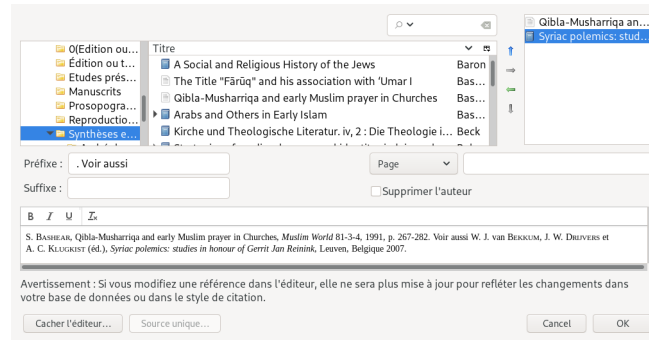 Qibla-Musharriqa an...
Syriac polemics: stud...
0(Edition ou...
Édition ou t...
Etudes prés...
Manuscrits
Prosopogra...
Reproductio...
Synthèses e...
Titre
A Social and Religious History of the Jews Baron
The Title "Fārūq" and his association with ‘Umar I Bas...
Qibla-Musharriqa and early Muslim prayer in Churches Bas...
Arabs and Others in Early Islam Bas...
Kirche und Theologische Literatur. iv, 2 : Die Theologie i... Beck
Préfixe : . Voir aussi Page
Suffixe : Supprimer l'auteur
B I U Tx
S. Bashear, Qibla-Musharriqa and early Muslim prayer in Churches, Muslim World 81-3-4, 1991, p. 267-282. Voir aussi W. J. van Bekkum, J. W. Drijvers et
A. C. Klugkist (éd.), Syriac polemics: studies in honour of Gerrit Jan Reinink, Leuven, Belgique 2007.
Avertissement : Si vous modifiez une référence dans l'éditeur, elle ne sera plus mise à jour pour refléter les changements dans
votre base de données ou dans le style de citation.
Cacher l'éditeur... Source unique... Cancel OK